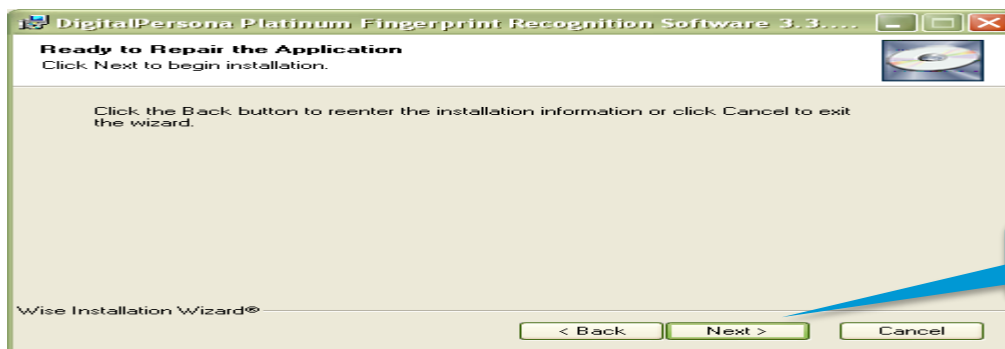 DigitalPersona Platinum Fingerprint Recognition Software 3.3....
Ready to Repair the Application
Click Next to begin installation.
Click the Back button to reenter the installation information or click Cancel to exit
the wizard.
Wise Installation Wizard®
< Back Next > Cancel